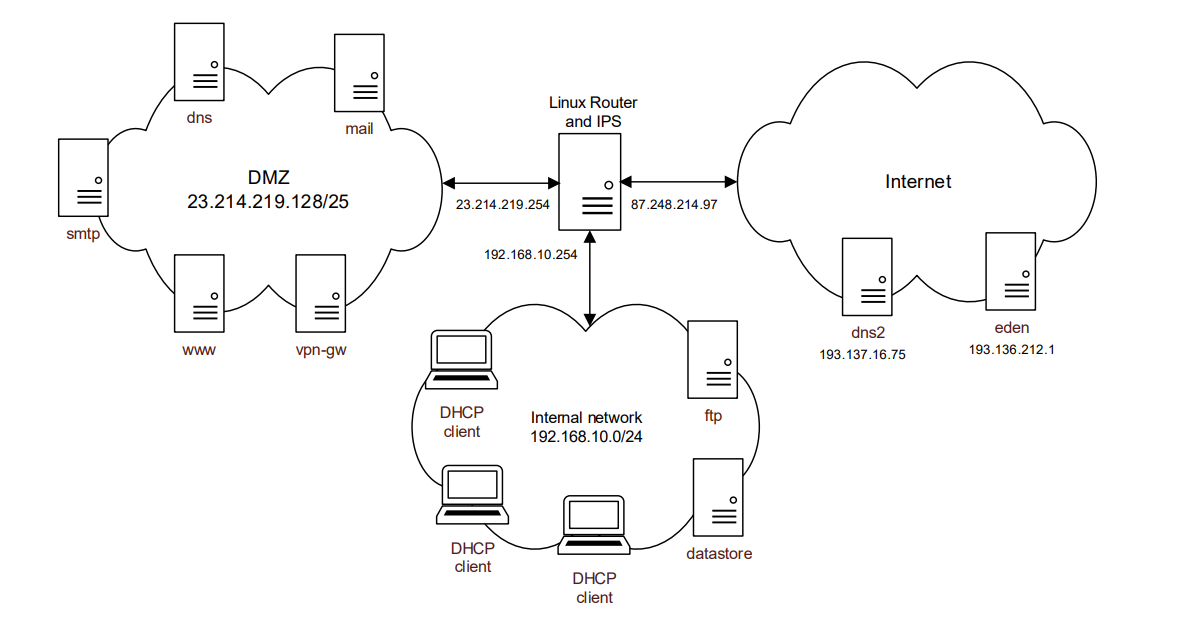 dns
mail
smtp
DMZ
23.214.219.128/25
www
vpn-gw
Linux Router
and IPS
23.214.219.254
87.248.214.97
192.168.10.254
Internet
dns2
193.137.16.75
eden
193.136.212.1
DHCP
client
Internal network
192.168.10.0/24
ftp
DHCP
client
DHCP
client
datastore